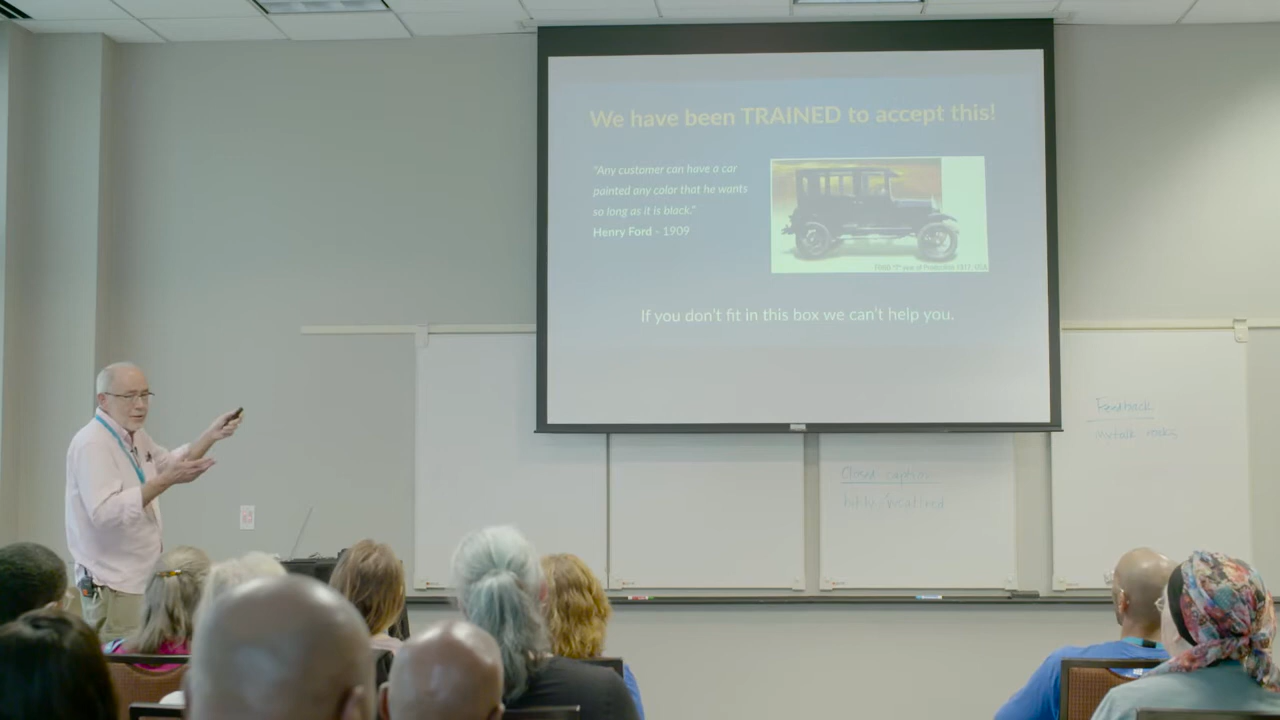 We have been TRAINED to accept this!
"Any customer can have a car
painted any color that he wants
so long as it is black."
Henry Ford - 1909
If you don't fit in this box we can't help you.
Feedback